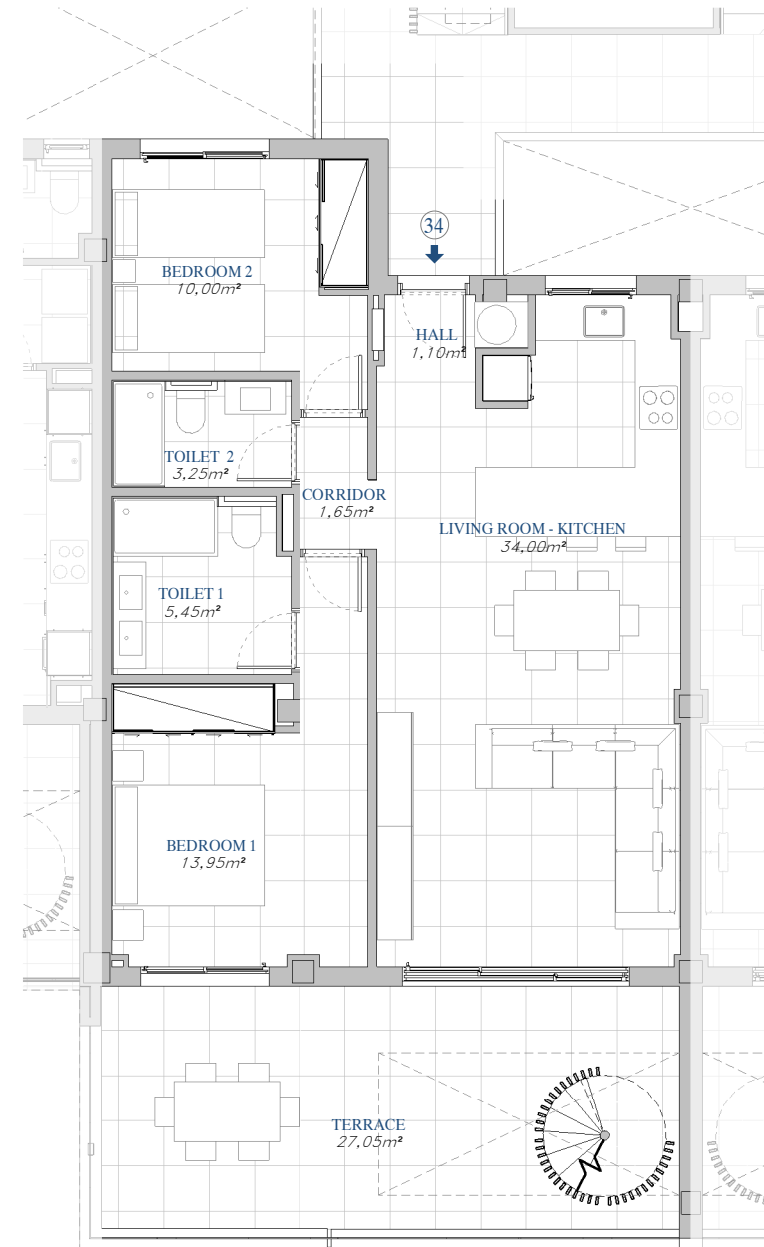 34
BEDROOM 2
10,00m²
HALL
1,10m²
TOILET 2
3,25m²
CORRIDOR
1,65m²
LIVING ROOM - KITCHEN
34,00m²
TOILET 1
5,45m²
BEDROOM 1
13,95m²
TERRACE
27,05m²